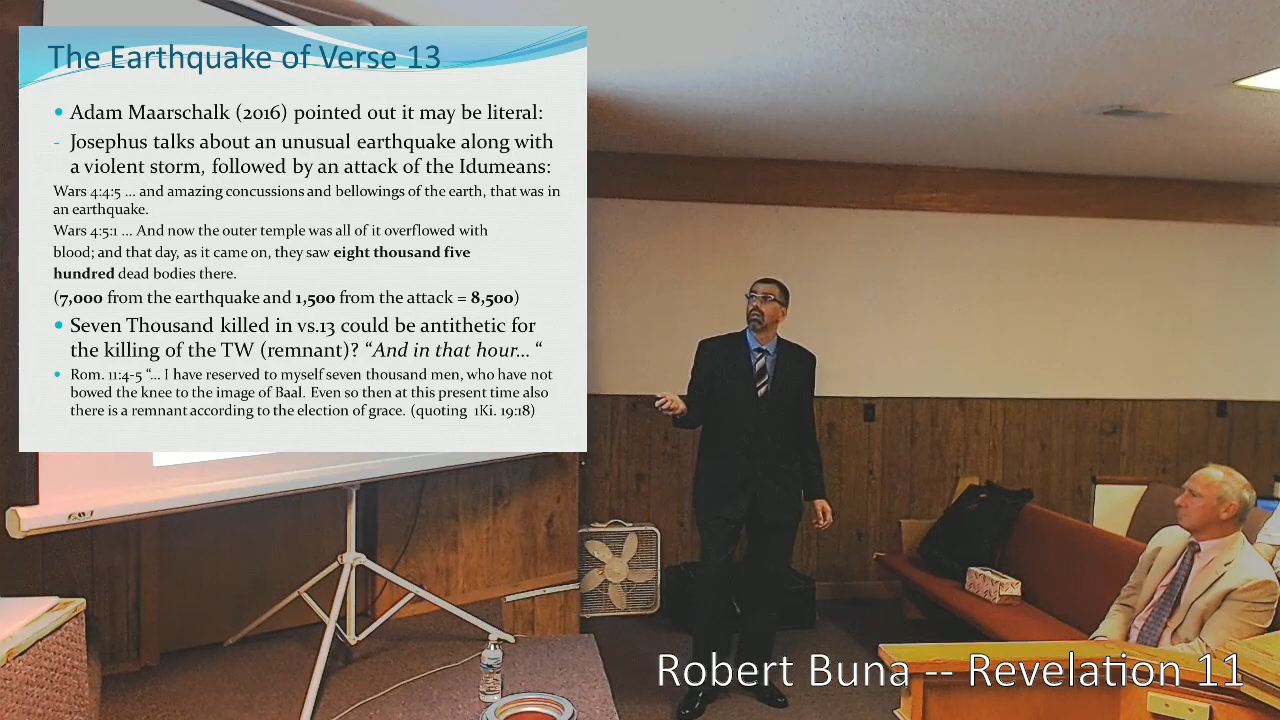 The Earthquake of Verse 13
• Adam Maarschalk (2016) pointed out it may be literal:
- Josephus talks about an unusual earthquake along with
a violent storm, followed by an attack of the Idumeans:
Wars 4:4:5 ... and amazing concussions and bellowings of the earth, that was in
an earthquake.
Wars 4:5:1 ... And now the outer temple was all of it overflowed with
blood; and that day, as it came on, they saw eight thousand five
hundred dead bodies there.
(7,000 from the earthquake and 1,500 from the attack = 8,500)
• Seven Thousand killed in vs.13 could be antithetic for
the killing of the TW (remnant)? “And in that hour... “
• Rom. 11:4-5 “... I have reserved to myself seven thousand men, who have not
bowed the knee to the image of Baal. Even so then at this present time also
there is a remnant according to the election of grace. (quoting 1Ki. 19:18)
Robert Buna -- Revelation 11